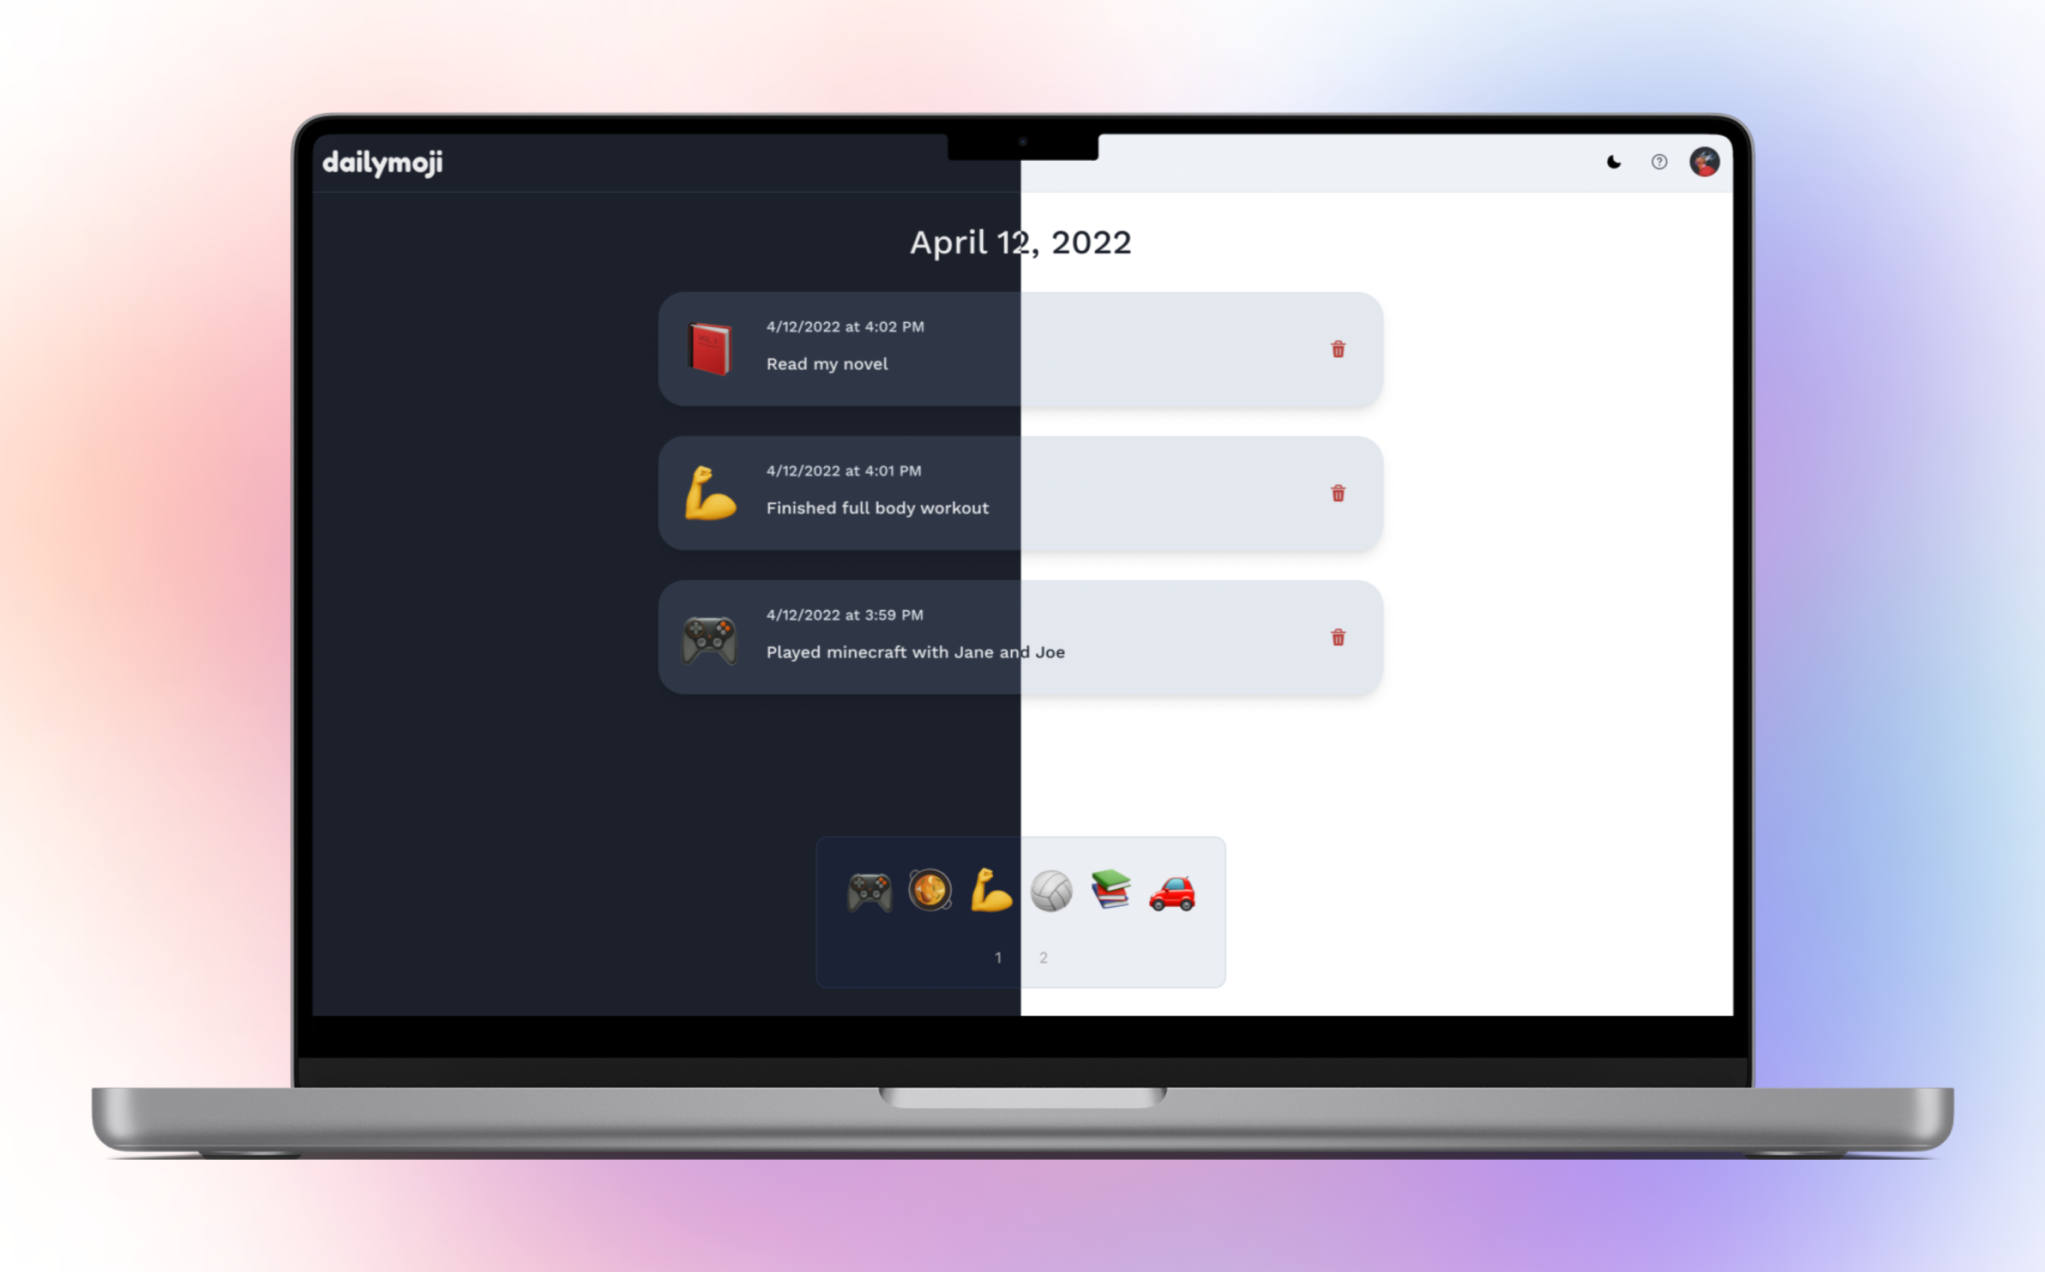 dailymoji
April 12, 2022
4/12/2022 at 4:02 PM
Read my novel
4/12/2022 at 4:01 PM
Finished full body workout
4/12/2022 at 3:59 PM
Played minecraft with Jane and Joe
1 2